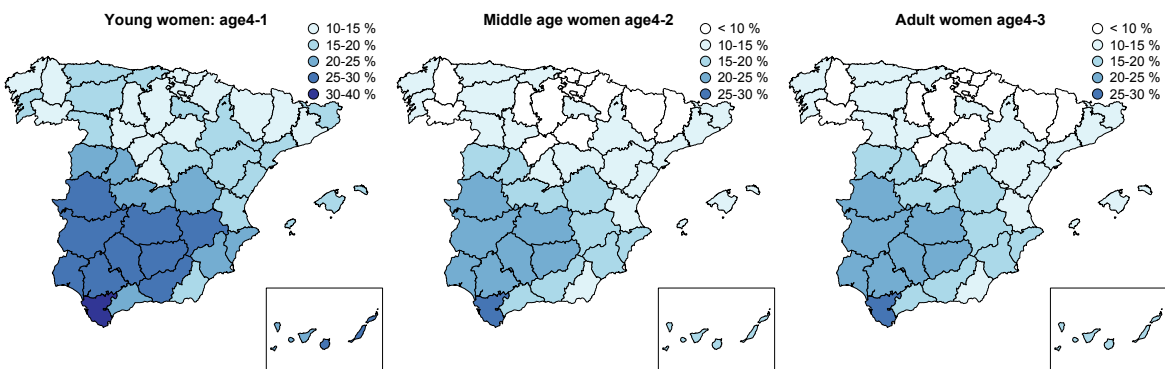 Young women: age4-1
10-15 %
15-20 %
20-25 %
25-30 %
30-40 %
Middle age women age4-2
< 10 %
10-15 %
15-20 %
20-25 %
25-30 %
Adult women age4-3
< 10 %
10-15 %
15-20 %
20-25 %
25-30 %